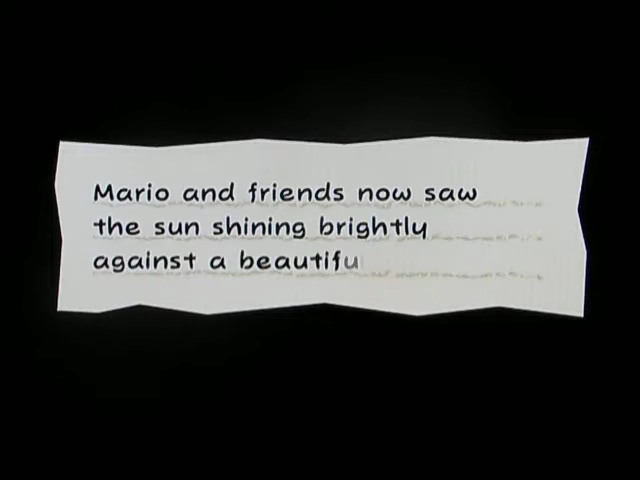 Mario and friends now saw
the sun shining brightly
against a beautifu